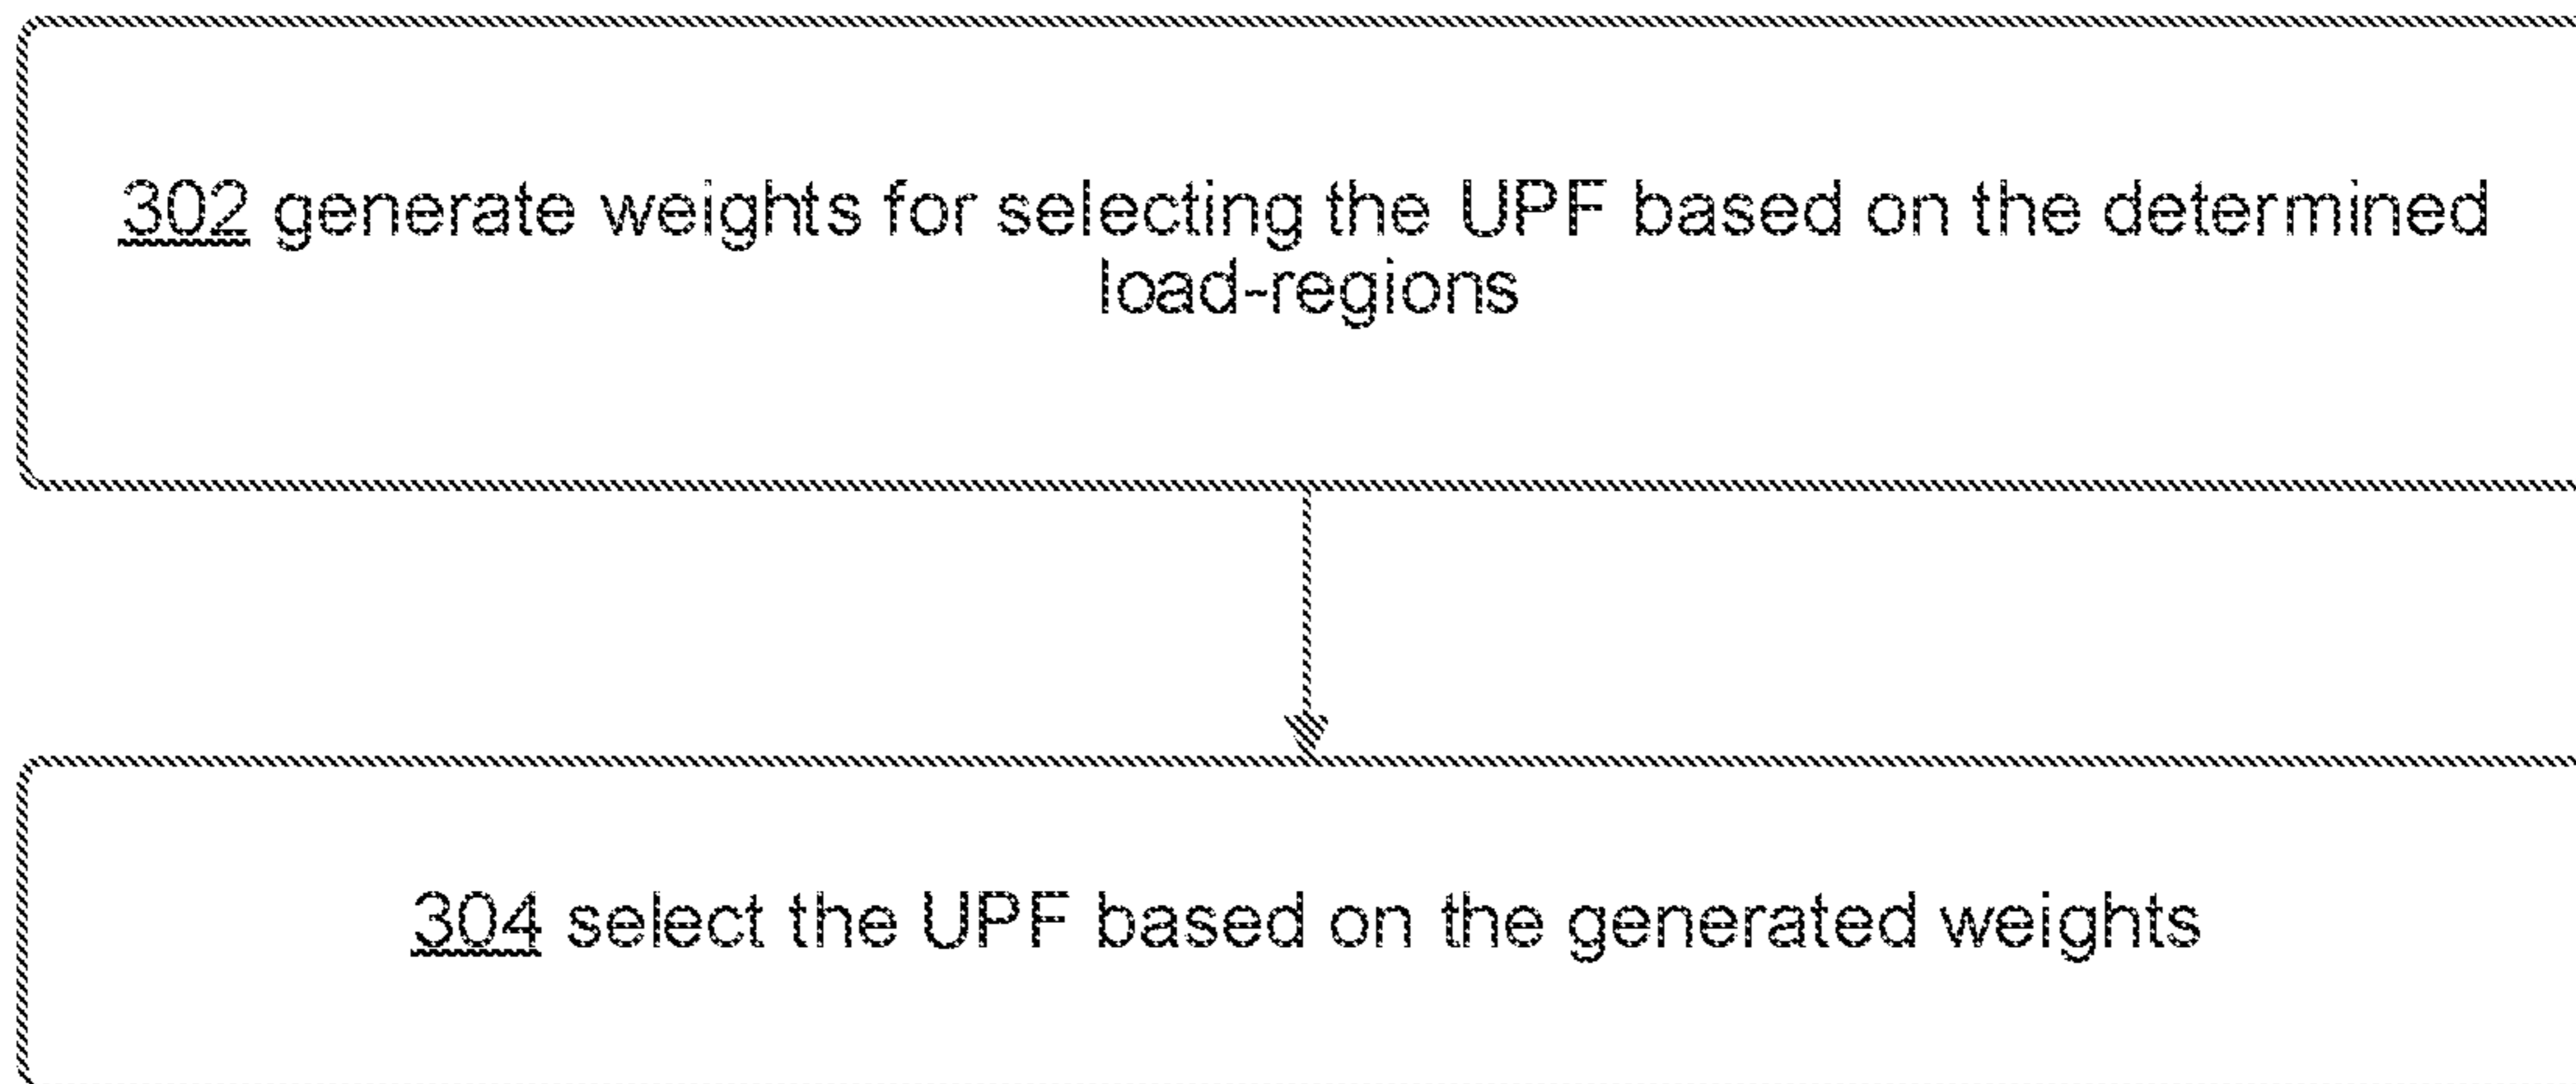 302 generate weights for selecting the UPF based on the determined
load-regions
304 select the UPF based on the generated weights